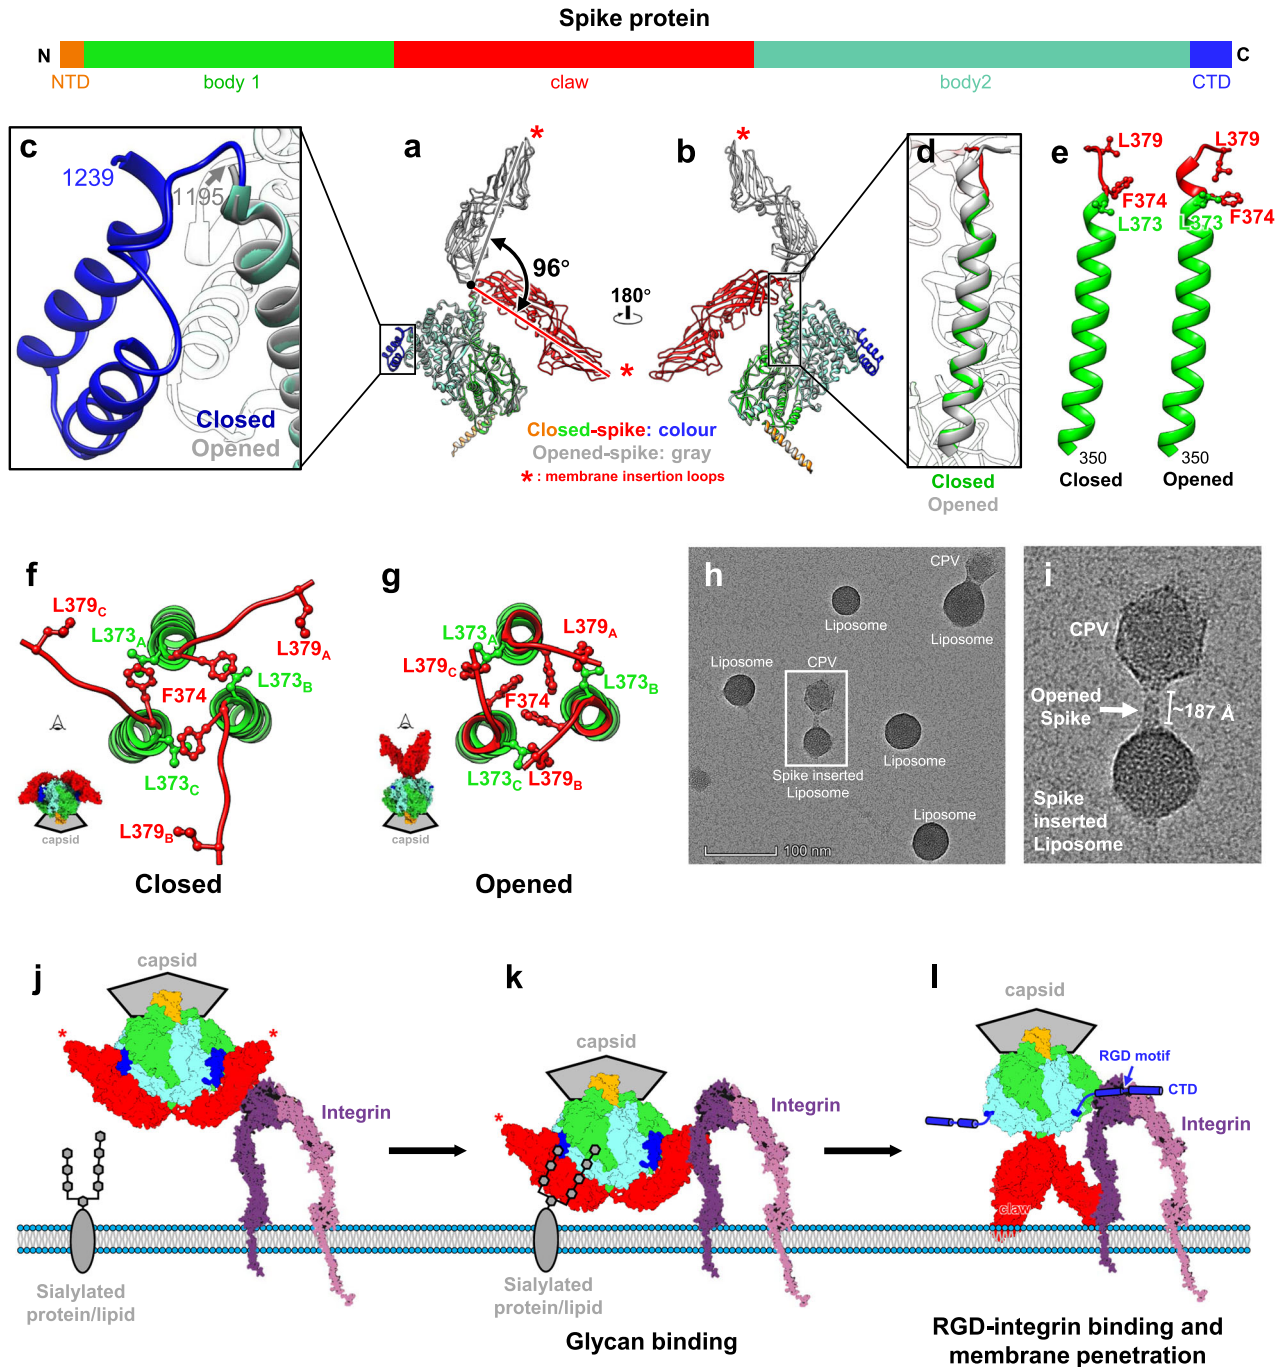 Spike protein
N
C
NTD
body 1
claw
body2
CTD
c
1239
1195
Closed
Opened
a
96°
180°
b
Closed-spike: colour
Opened-spike: gray
* : membrane insertion loops
d
Closed
Opened
e
L379
F374
L373
350
Closed
L379
F374
L373
350
Opened
f
L379C
L373A
L379A
F374
L373B
L373C
L379B
capsid
Closed
g
L373A
L379A
L379C
L373B
F374
L373C
L379B
capsid
Opened
h
CPV
Liposome
Liposome
Liposome
CPV
Liposome
Spike inserted
Liposome
Liposome
100 nm
i
CPV
Opened
Spike
~187 Å
Spike
inserted
Liposome
j
capsid
*
*
Integrin
Sialylated
protein/lipid
k
capsid
*
Integrin
Sialylated
protein/lipid
Glycan binding
l
capsid
RGD motif
CTD
Integrin
claw
RGD-integrin binding and
membrane penetration